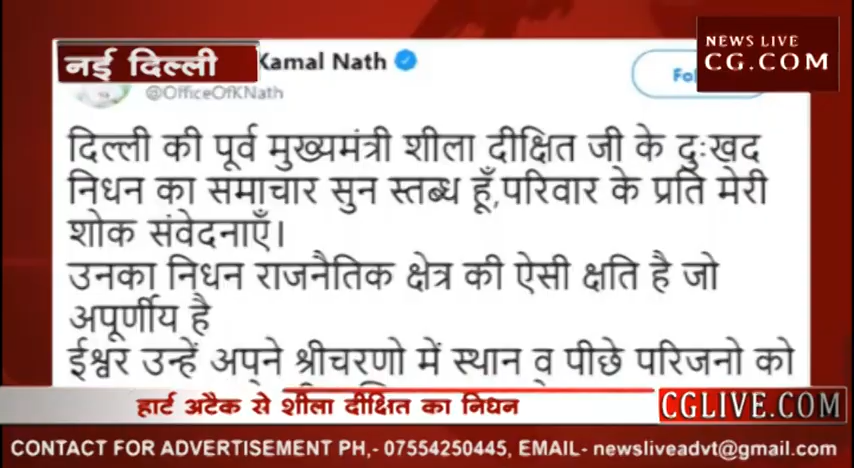 नई दिल्ली
Kamal Nath
@OfficeOfKNath
NEWS LIVE
CG.COM
दिल्ली की पूर्व मुख्यमंत्री शीला दीक्षित जी के दुःखद
निधन का समाचार सुन स्तब्ध हूँ,परिवार के प्रति मेरी
शोक संवेदनाएँ।
उनका निधन राजनैतिक क्षेत्र की ऐसी क्षति है जो
अपूर्णीय है
ईश्वर उन्हें अपने श्रीचरणो में स्थान व पीछे परिजनो को
हार्ट अटैक से शीला दीक्षित का निधन
CGLIVE.COM
CONTACT FOR ADVERTISEMENT PH,- 07554250445, EMAIL- newsliveadvt@gmail.com